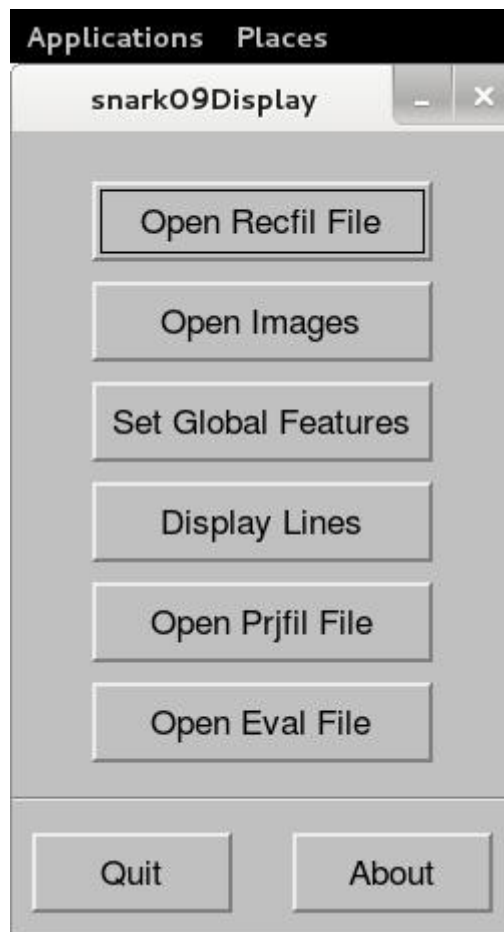 Applications Places
snark09Display
Open Recfil File
Open Images
Set Global Features
Display Lines
Open Prjfil File
Open Eval File
Quit About